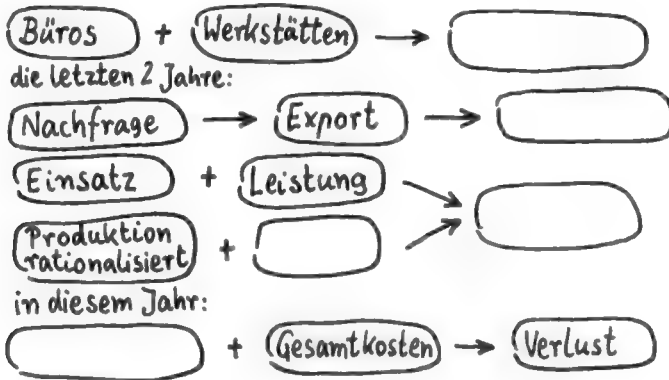 Büros + Werkstätten →
die letzten 2 Jahre:
Nachfrage → Export →
Einsatz + Leistung
Produktion
rationalisiert +
in diesem Jahr:
+ Gesamtkosten → Verlust